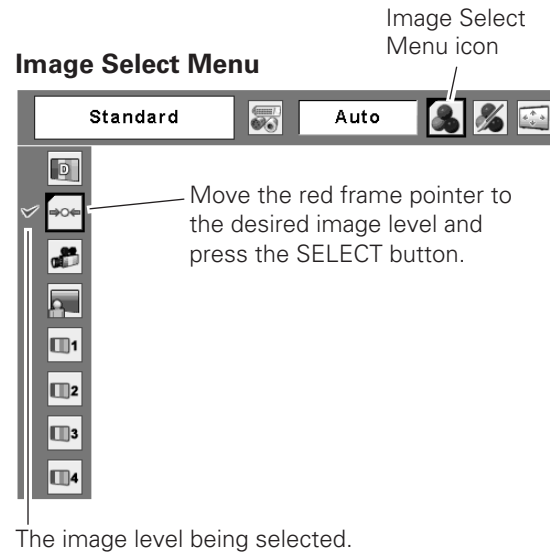 Image Select
Menu icon
Image Select Menu
Standard
Auto
D
Move the red frame pointer to
the desired image level and
press the SELECT button.
1
2
3
4
The image level being selected.